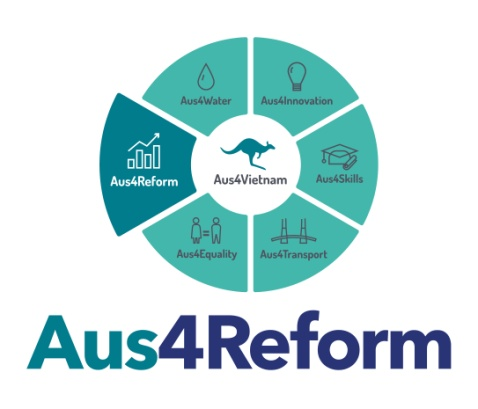 Aus4Water
Aus4Innovation
Aus4Reform
Aus4Vietnam
Aus4Skills
Aus4Equality
Aus4Transport
Aus4Reform